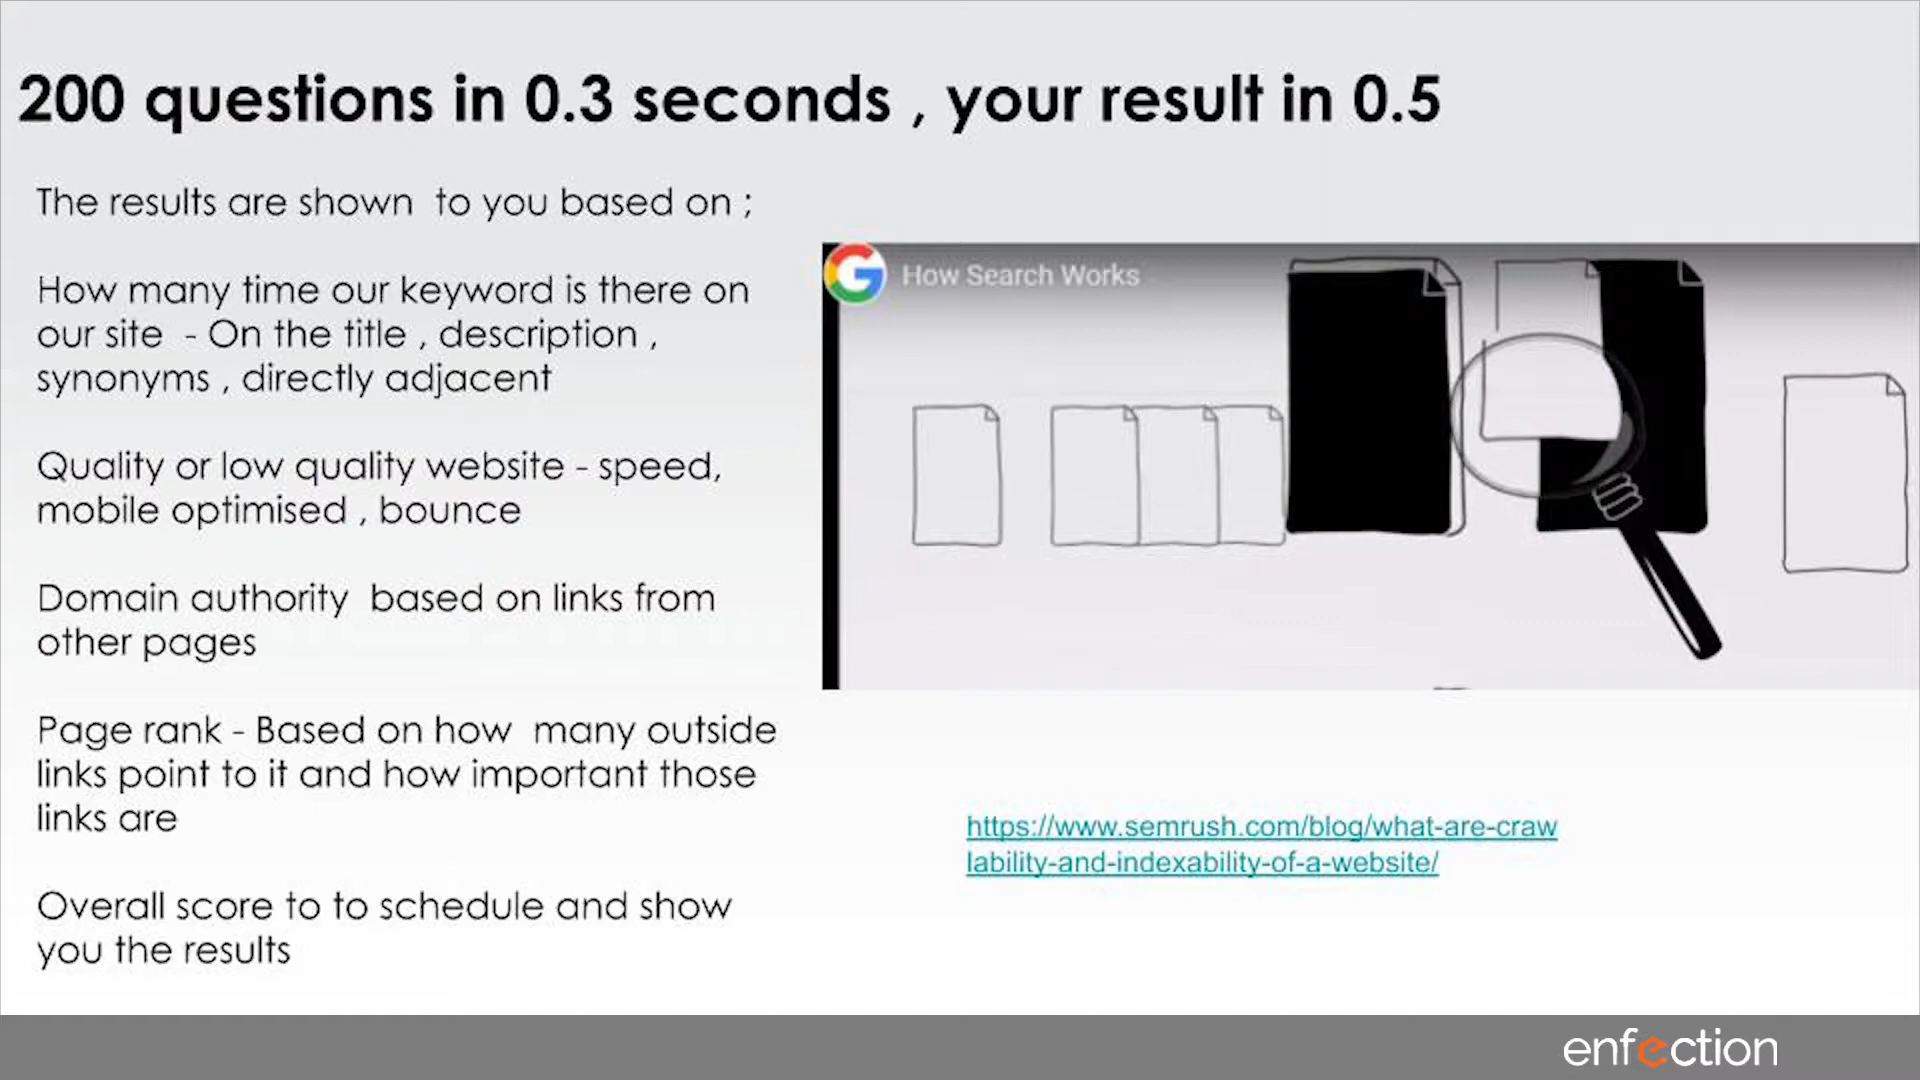 200 questions in 0.3 seconds , your result in 0.5
The results are shown  to you based on ;
How many time our keyword is there on
our site  - On the title , description ,
synonyms , directly adjacent
Quality or low quality website - speed,
mobile optimised , bounce
Domain authority  based on links from
other pages
Page rank - Based on how  many outside
links point to it and how important those
links are
Overall score to to schedule and show
you the results
How Search Works
https://www.semrush.com/blog/what-are-craw
lability-and-indexability-of-a-website/
enfection